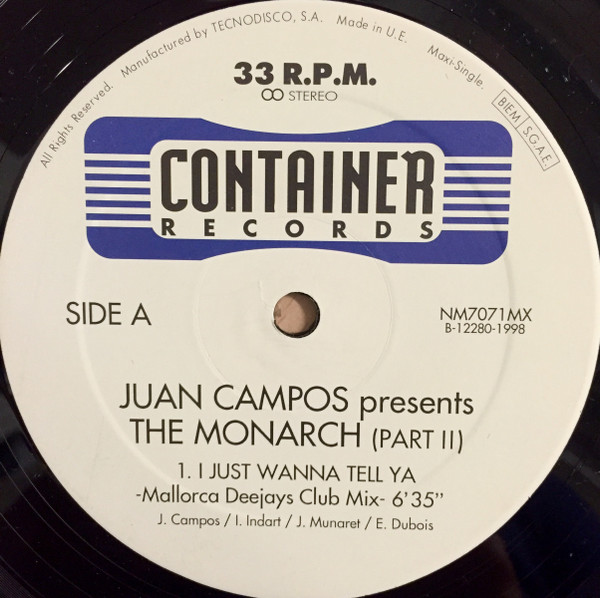 All Rights Reserved. Manufactured by TECNODISCO, S.A. Made in U.E. Maxi-Single.
BIEM S.G.A.E.
33 R.P.M.
STEREO
CONTAINER
RECORDS
SIDE A
NM7071MX
B-12280-1998
JUAN CAMPOS presents
THE MONARCH (PART II)
1. I JUST WANNA TELL YA
-Mallorca Deejays Club Mix- 6'35"
J. Campos / I. Indart / J. Munaret / E. Dubois